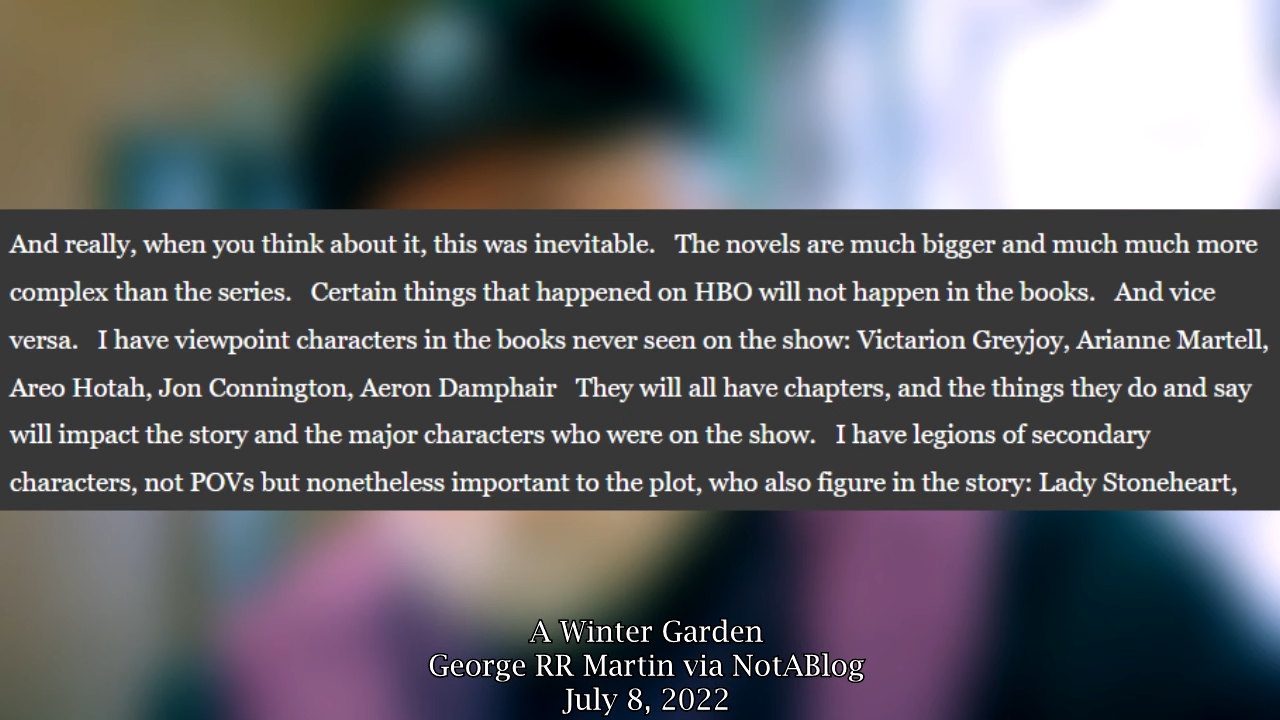 And really, when you think about it, this was inevitable.   The novels are much bigger and much much more
complex than the series.   Certain things that happened on HBO will not happen in the books.   And vice
versa.   I have viewpoint characters in the books never seen on the show: Victarion Greyjoy, Arianne Martell,
Areo Hotah, Jon Connington, Aeron Damphair   They will all have chapters, and the things they do and say
will impact the story and the major characters who were on the show.   I have legions of secondary
characters, not POVs but nonetheless important to the plot, who also figure in the story: Lady Stoneheart,
A Winter Garden
George RR Martin via NotABlog
July 8, 2022